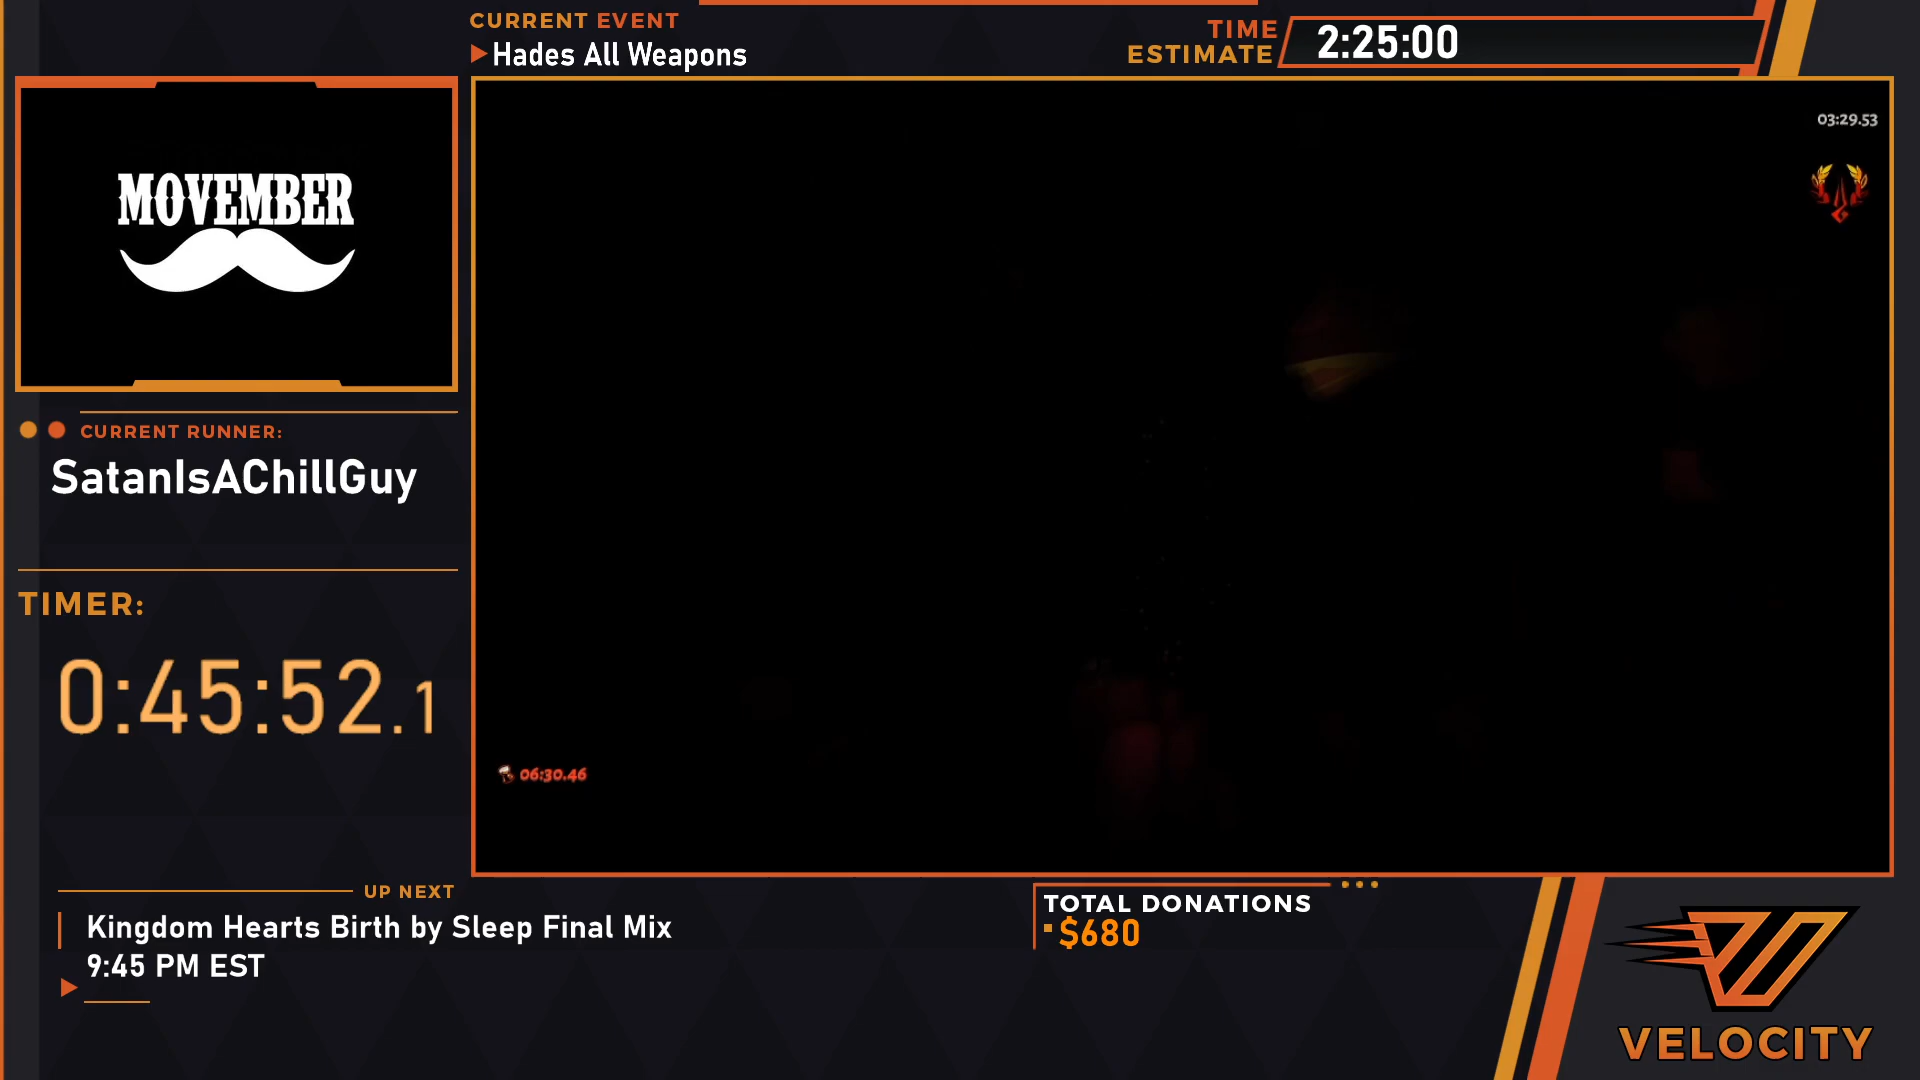 CURRENT EVENT
Hades All Weapons
TIME
ESTIMATE
2:25:00
03:29.53
MOVEMBER
CURRENT RUNNER:
SatanIsAChillGuy
TIMER:
0:45:52.1
06:30.46
UP NEXT
Kingdom Hearts Birth by Sleep Final Mix
9:45 PM EST
TOTAL DONATIONS
$680
VELOCITY